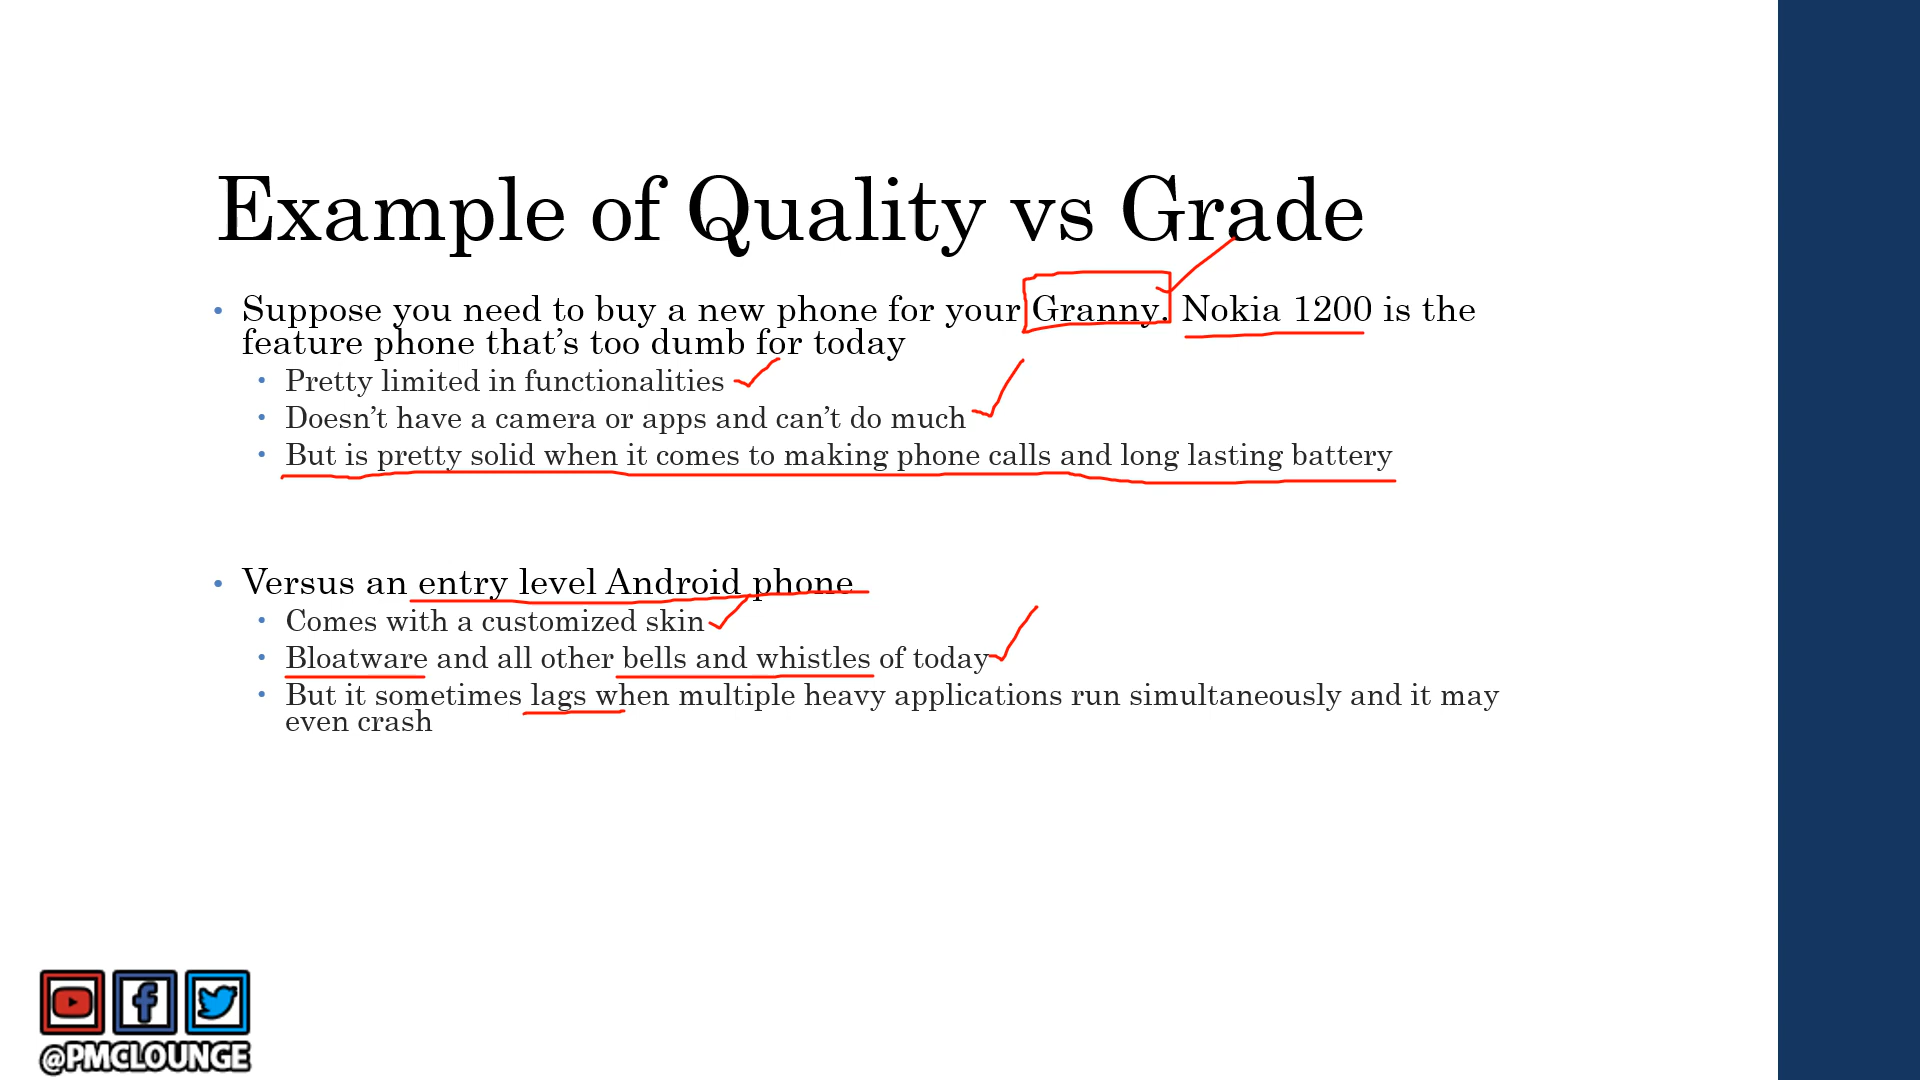 Example of Quality vs Grade
• Suppose you need to buy a new phone for your Granny. Nokia 1200 is the
feature phone that’s too dumb for today
• Pretty limited in functionalities
• Doesn’t have a camera or apps and can’t do much
• But is pretty solid when it comes to making phone calls and long lasting battery
• Versus an entry level Android phone
• Comes with a customized skin
• Bloatware and all other bells and whistles of today
• But it sometimes lags when multiple heavy applications run simultaneously and it may
even crash
@PMCLOUNGE